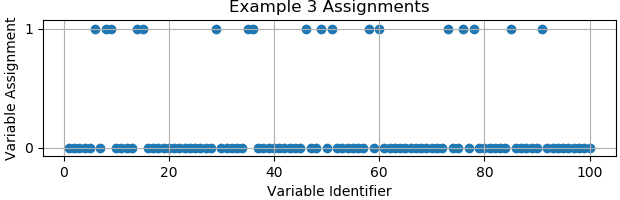 Example 3 Assignments
Variable Assignment
1
0
0 20 40 60 80 100
Variable Identifier